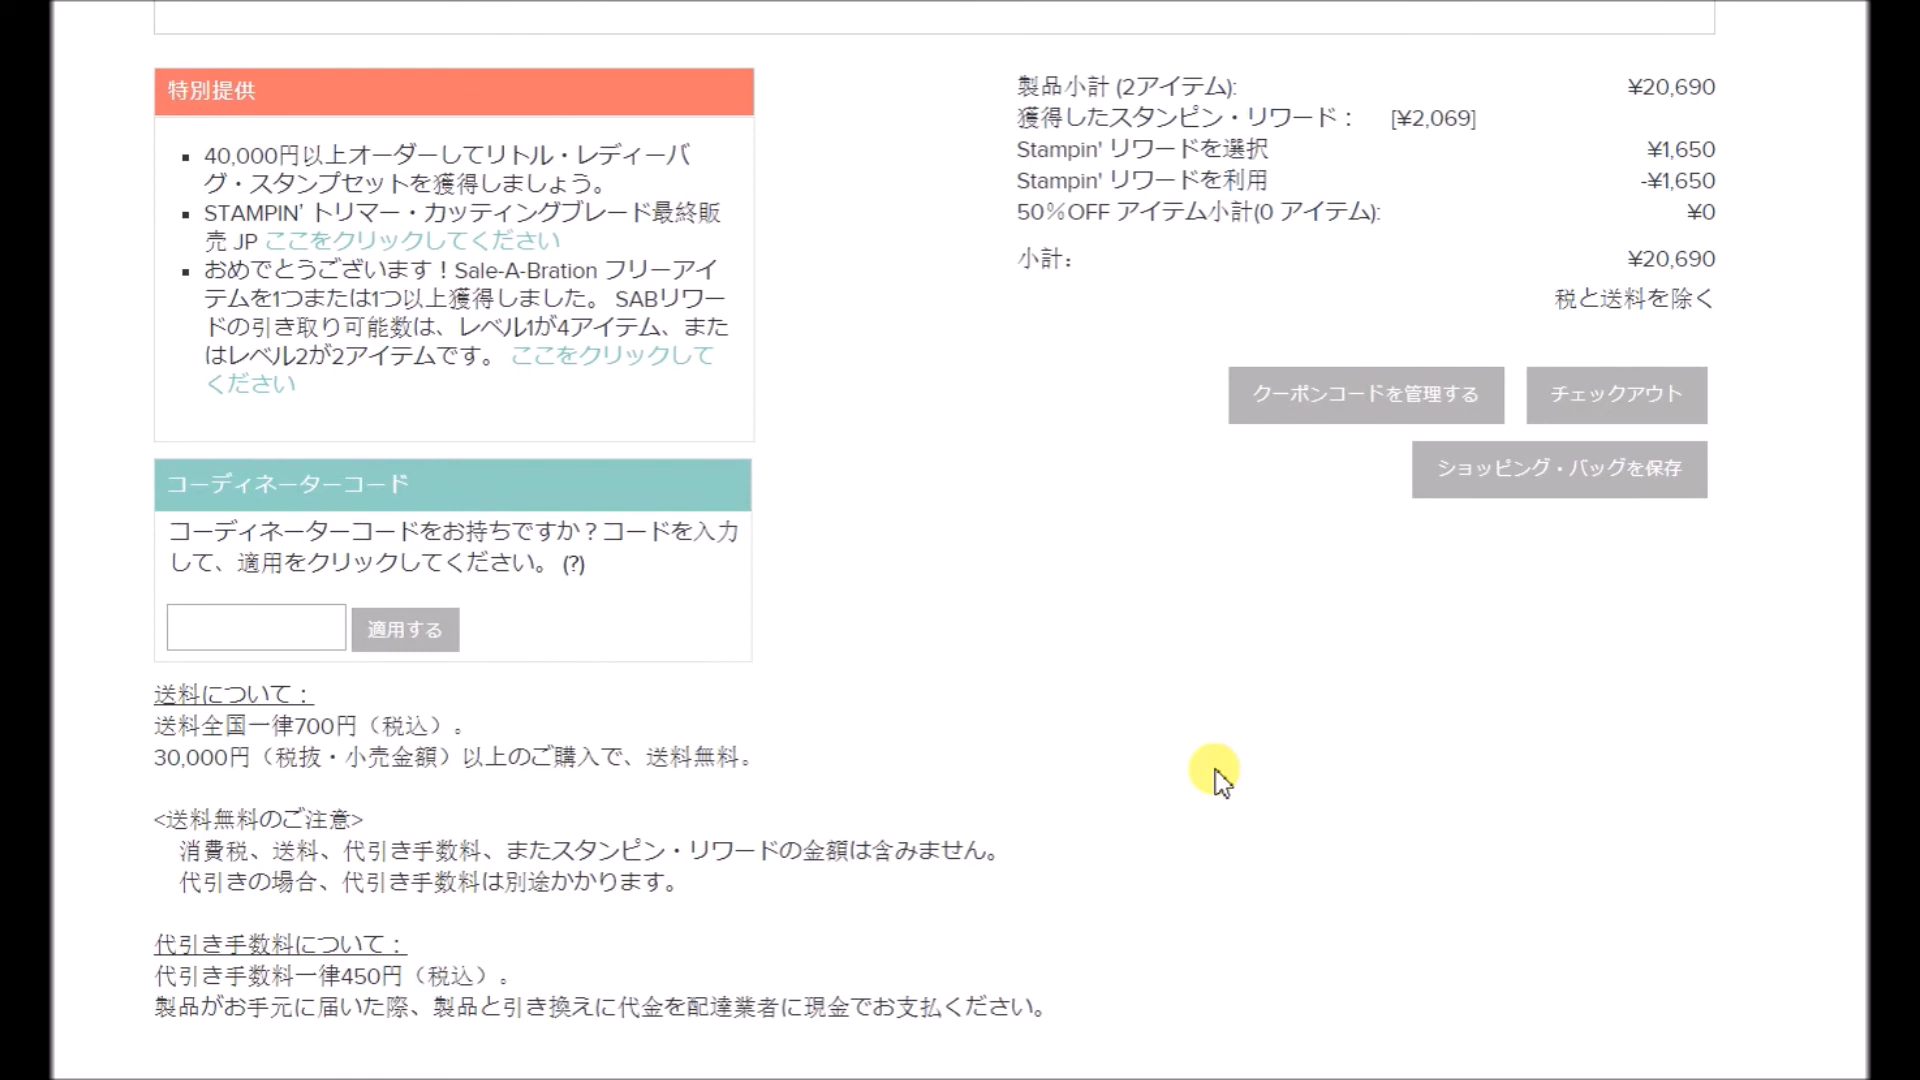 特別提供
40,000円以上オーダーしてリトル・レディーバ
グ・スタンプセットを獲得しましょう。
STAMPIN’ トリマー・カッティングブレード最終販
売 JP ここをクリックしてください
おめでとうございます！Sale-A-Bration フリーアイ
テムを1つまたは1つ以上獲得しました。 SABリワー
ドの引き取り可能数は、レベル1が4アイテム、また
はレベル2が2アイテムです。 ここをクリックして
ください
コーディネーターコード
コーディネーターコードをお持ちですか？コードを入力
して、適用をクリックしてください。 (?)
適用する
製品小計 (2アイテム): ¥20,690
獲得したスタンピン・リワード： [¥2,069]
Stampin' リワードを選択 ¥1,650
Stampin' リワードを利用 -¥1,650
50%OFF アイテム小計(0 アイテム): ¥0
小計: ¥20,690
税と送料を除く
クーポンコードを管理する チェックアウト
ショッピング・バッグを保存
送料について：
送料全国一律700円（税込）。
30,000円（税抜・小売金額）以上のご購入で、送料無料。
<送料無料のご注意>
消費税、送料、代引き手数料、またスタンピン・リワードの金額は含みません。
代引きの場合、代引き手数料は別途かかります。
代引き手数料について：
代引き手数料一律450円（税込）。
製品がお手元に届いた際、製品と引き換えに代金を配達業者に現金でお支払ください。